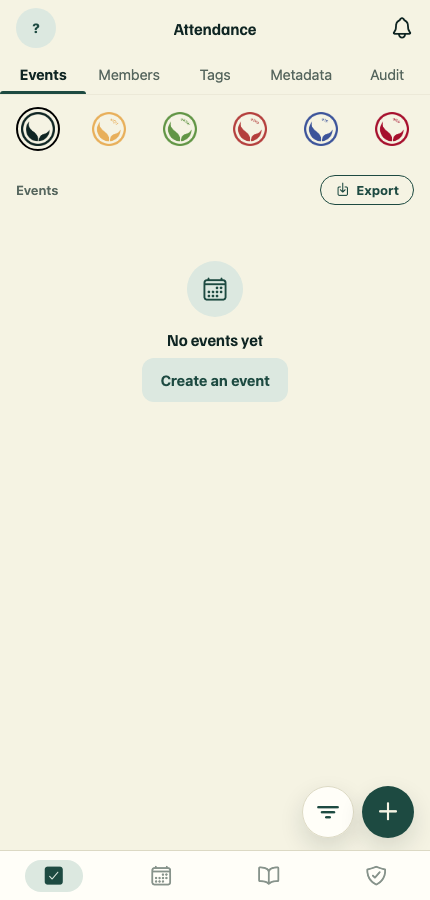 ?
Attendance
Events Members Tags Metadata Audit
Events
Export
No events yet
Create an event